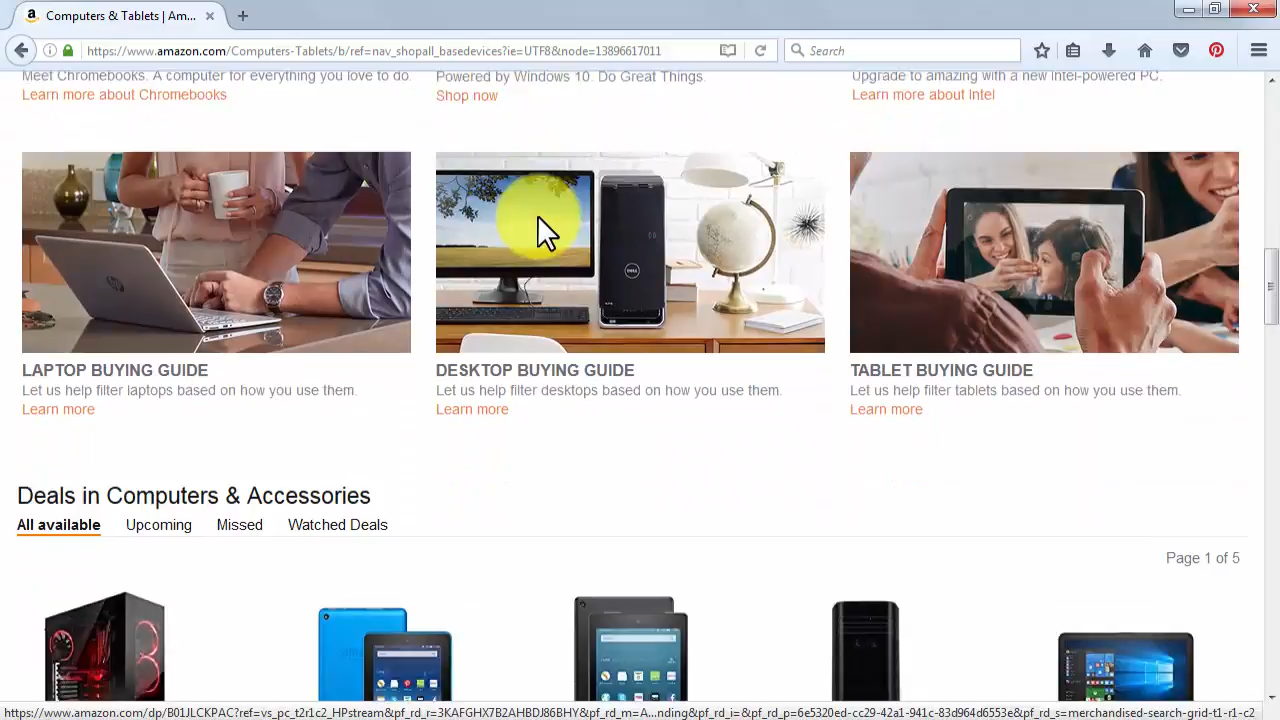 Computers & Tablets | Am...
https://www.amazon.com/Computers-Tablets/b/ref=nav_shopall_basedevices?ie=UTF8&node=13896617011
Search
Meet Chromebooks. A computer for everything you love to do.
Powered by Windows 10. Do Great Things.
Upgrade to amazing with a new Intel-powered PC.
Learn more about Chromebooks
Shop now
Learn more about Intel
LAPTOP BUYING GUIDE
DESKTOP BUYING GUIDE
TABLET BUYING GUIDE
Let us help filter laptops based on how you use them.
Let us help filter desktops based on how you use them.
Let us help filter tablets based on how you use them.
Learn more
Learn more
Learn more
Deals in Computers & Accessories
All available
Upcoming
Missed
Watched Deals
Page 1 of 5
https://www.amazon.com/dp/B01JLCKPAC?ref=vs_pc_t2r1c2_HPstream&pf_rd_r=3KAFGHX7B2AHBDJ86BHY&pf_rd_m=A...nding&pf_rd_i=&pf_rd_p=6e5320ed-cc29-42a1-941c-83d964d6553e&pf_rd_s=merchandised-search-grid-t1-r1-c2